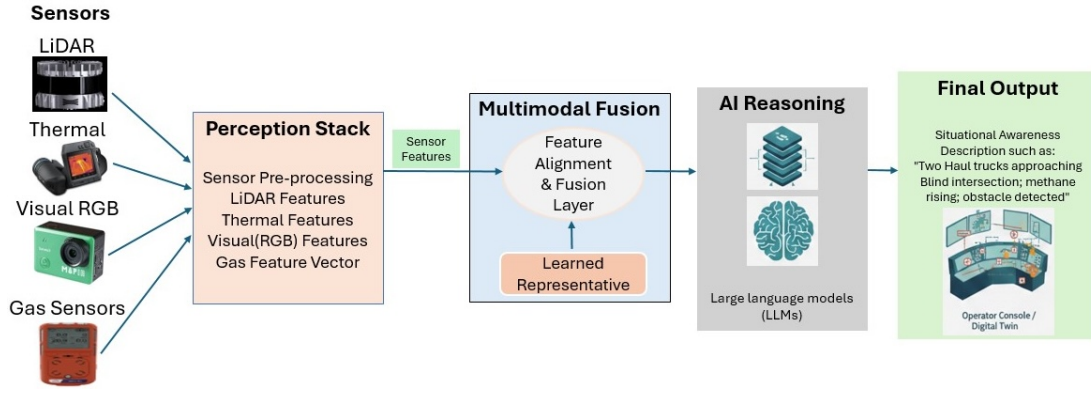 Sensors
LiDAR
Thermal
Visual RGB
Gas Sensors
Perception Stack
Sensor Pre-processing
LiDAR Features
Thermal Features
Visual(RGB) Features
Gas Feature Vector
Sensor
Features
Multimodal Fusion
Feature
Alignment
& Fusion
Layer
Learned
Representative
AI Reasoning
Large language models
(LLMs)
Final Output
Situational Awareness
Description such as:
"Two Haul trucks approaching
Blind intersection; methane
rising; obstacle detected"
Operator Console /
Digital Twin